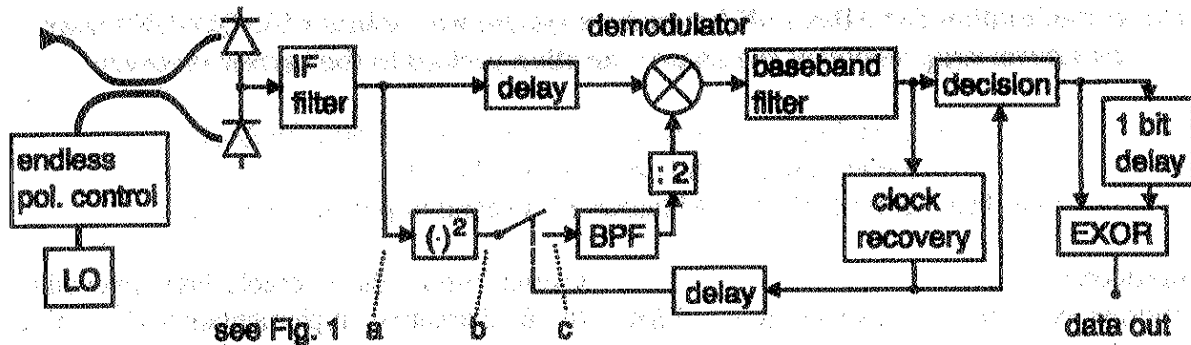 demodulator
IF
filter
delay
baseband
filter
decision
1 bit
delay
endless
pol. control
: 2
clock
recovery
(·)²
BPF
EXOR
LO
delay
see Fig. 1 a b c
data out